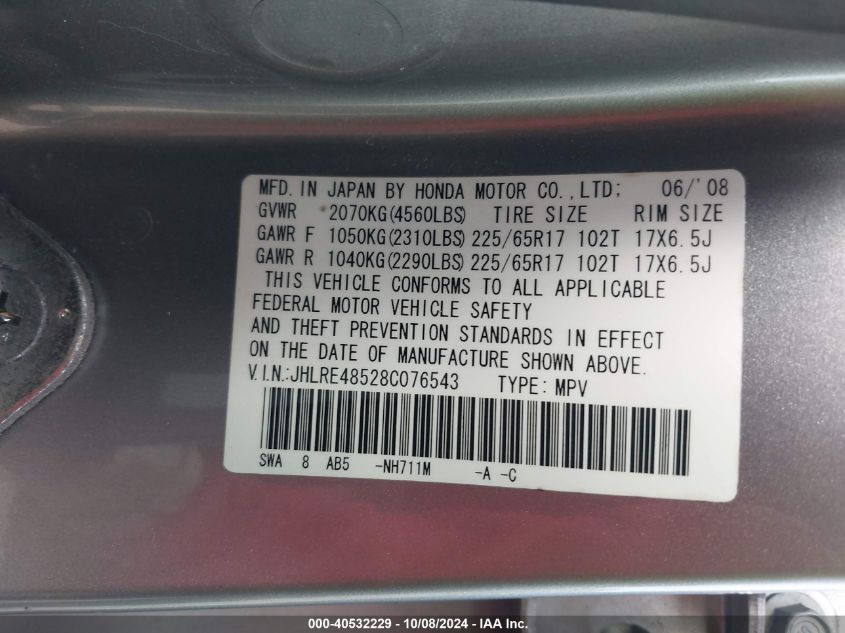 MFD. IN JAPAN BY HONDA MOTOR CO.,LTD; 06/'08
GVWR 2070KG(4560LBS) TIRE SIZE RIM SIZE
GAWR F 1050KG(2310LBS) 225/65R17 102T 17X6.5J
GAWR R 1040KG(2290LBS) 225/65R17 102T 17X6.5J
THIS VEHICLE CONFORMS TO ALL APPLICABLE
FEDERAL MOTOR VEHICLE SAFETY
AND THEFT PREVENTION STANDARDS IN EFFECT
ON THE DATE OF MANUFACTURE SHOWN ABOVE.
V.I.N.:JHLRE48528C076543 TYPE: MPV
SWA 8 AB5 -NH711M -A -C
000-40532229 - 10/08/2024 - IAA Inc.